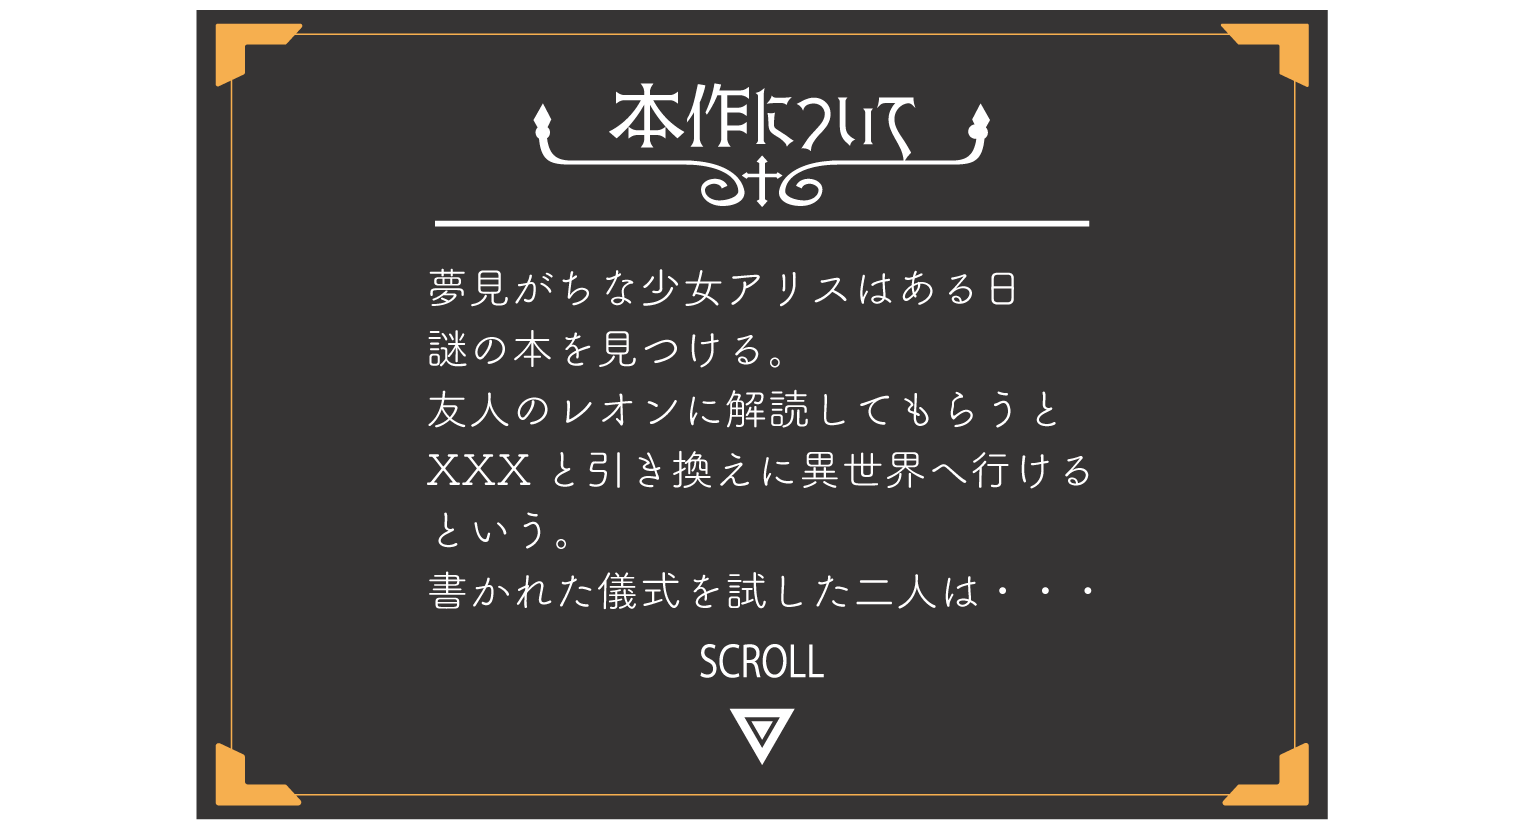 本作について
夢見がちな少女アリスはある日
謎の本を見つける。
友人のレオンに解読してもらうと
XXX と引き換えに異世界へ行ける
という。
書かれた儀式を試した二人は・・・
SCROLL